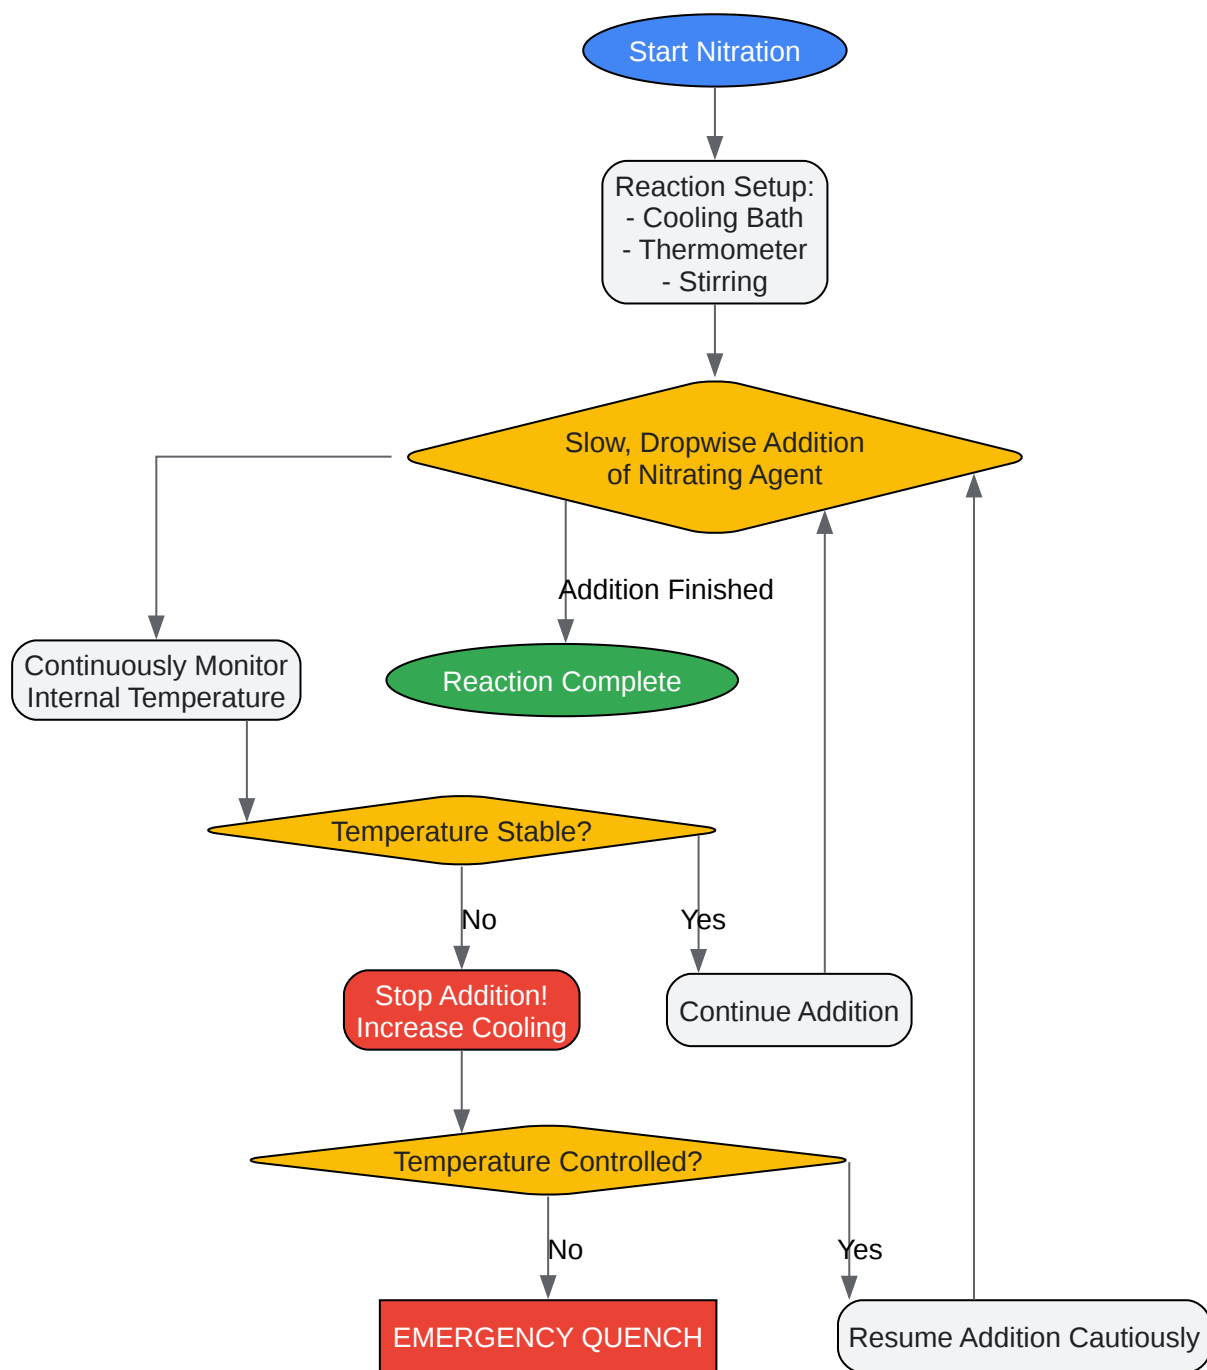 Start Nitration
Reaction Setup:
- Cooling Bath
- Thermometer
- Stirring
Slow, Dropwise Addition
of Nitrating Agent
Addition Finished
Continuously Monitor
Internal Temperature
Reaction Complete
Temperature Stable?
No
Yes
Stop Addition!
Increase Cooling
Continue Addition
Temperature Controlled?
No
Yes
EMERGENCY QUENCH
Resume Addition Cautiously